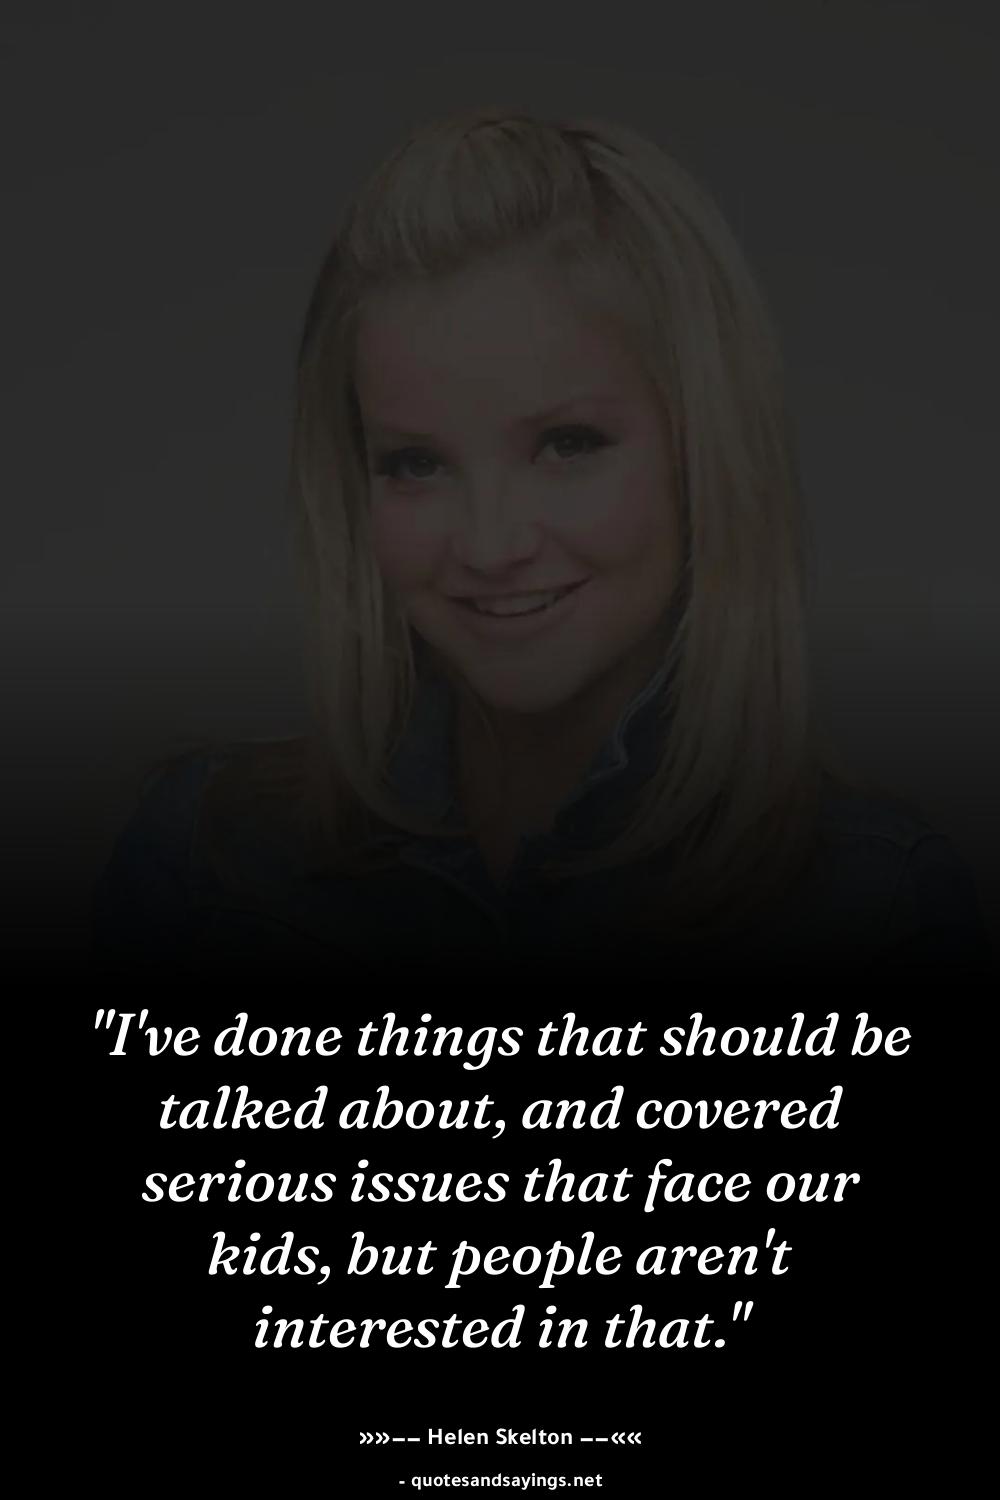 "I've done things that should be
talked about, and covered
serious issues that face our
kids, but people aren't
interested in that."
»»—— Helen Skelton ——««
- quotesandsayings.net